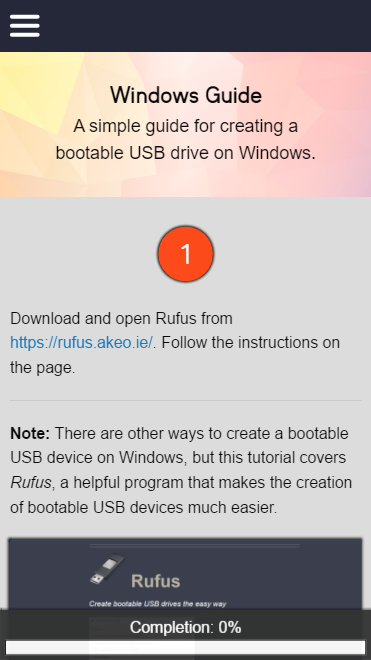 Windows Guide
A simple guide for creating a
bootable USB drive on Windows.
1
Download and open Rufus from
https://rufus.akeo.ie/. Follow the instructions on
the page.
Note: There are other ways to create a bootable
USB device on Windows, but this tutorial covers
Rufus, a helpful program that makes the creation
of bootable USB devices much easier.
Rufus
Create bootable USB drives the easy way
Completion: 0%